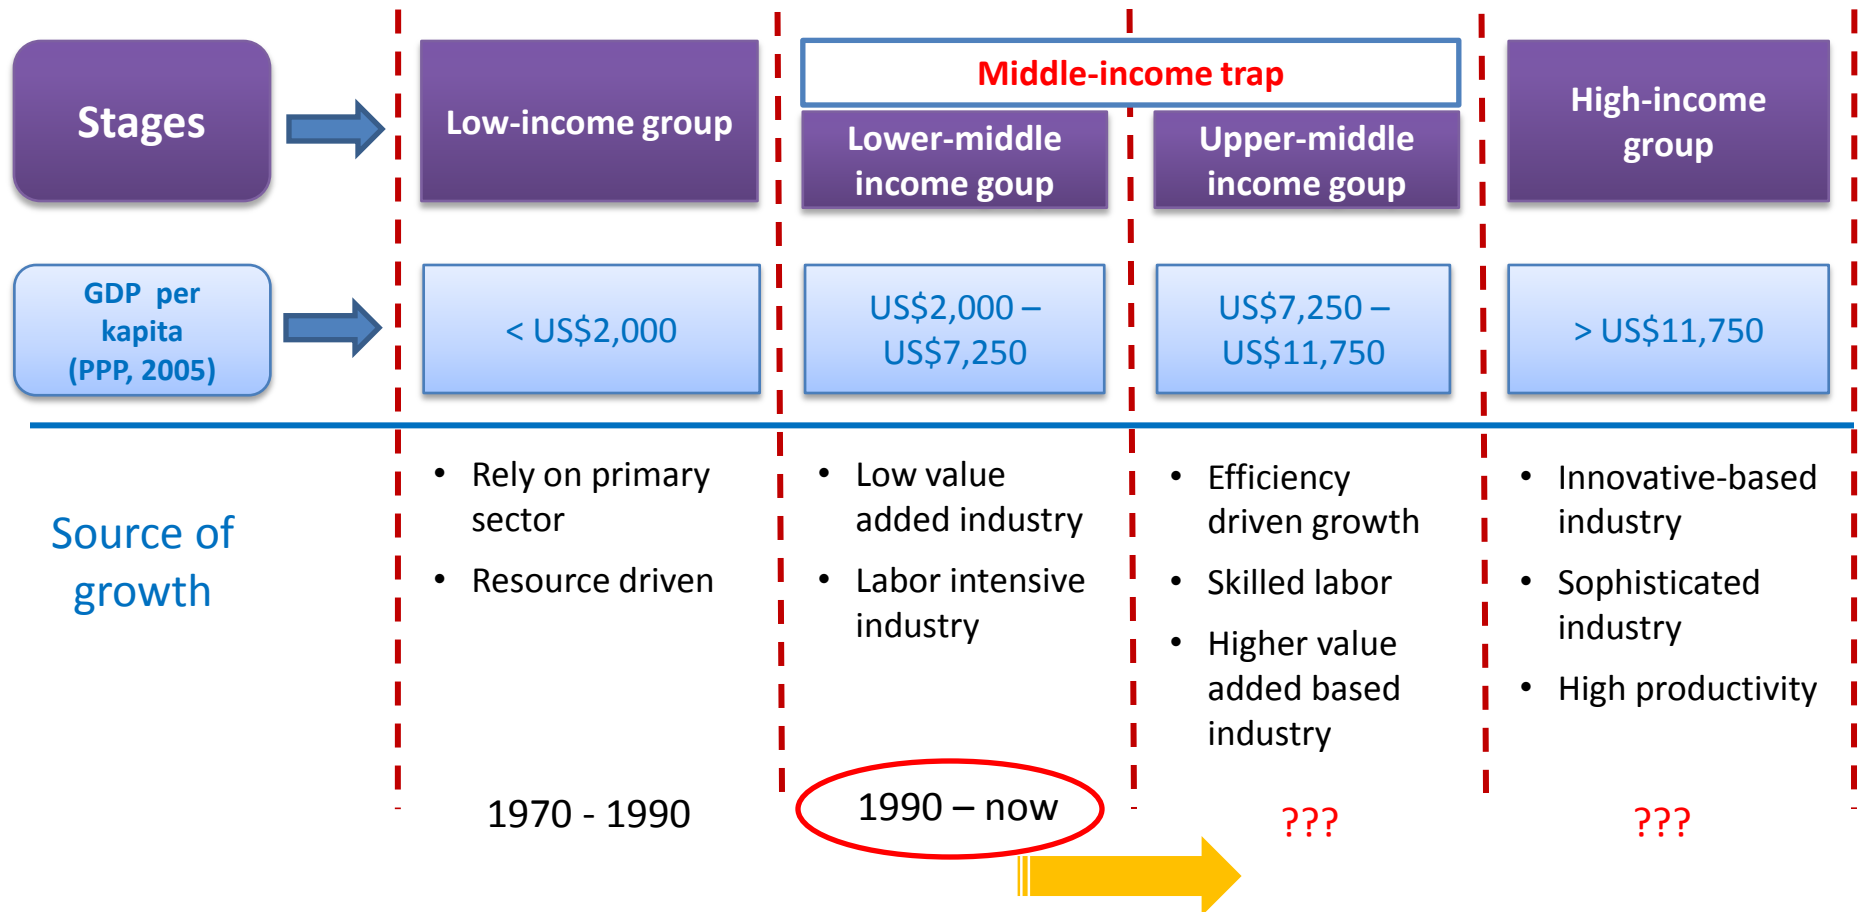 Stages
Low-income group
Middle-income trap
Lower-middle
income goup
Upper-middle
income goup
High-income
group
GDP per
kapita
(PPP, 2005)
< US$2,000
US$2,000 –
US$7,250
US$7,250 –
US$11,750
> US$11,750
Source of
growth
• Rely on primary
sector
• Resource driven
• Low value
added industry
• Labor intensive
industry
• Efficiency
driven growth
• Skilled labor
• Higher value
added based
industry
• Innovative-based
industry
• Sophisticated
industry
• High productivity
1970 - 1990
1990 – now
???
???